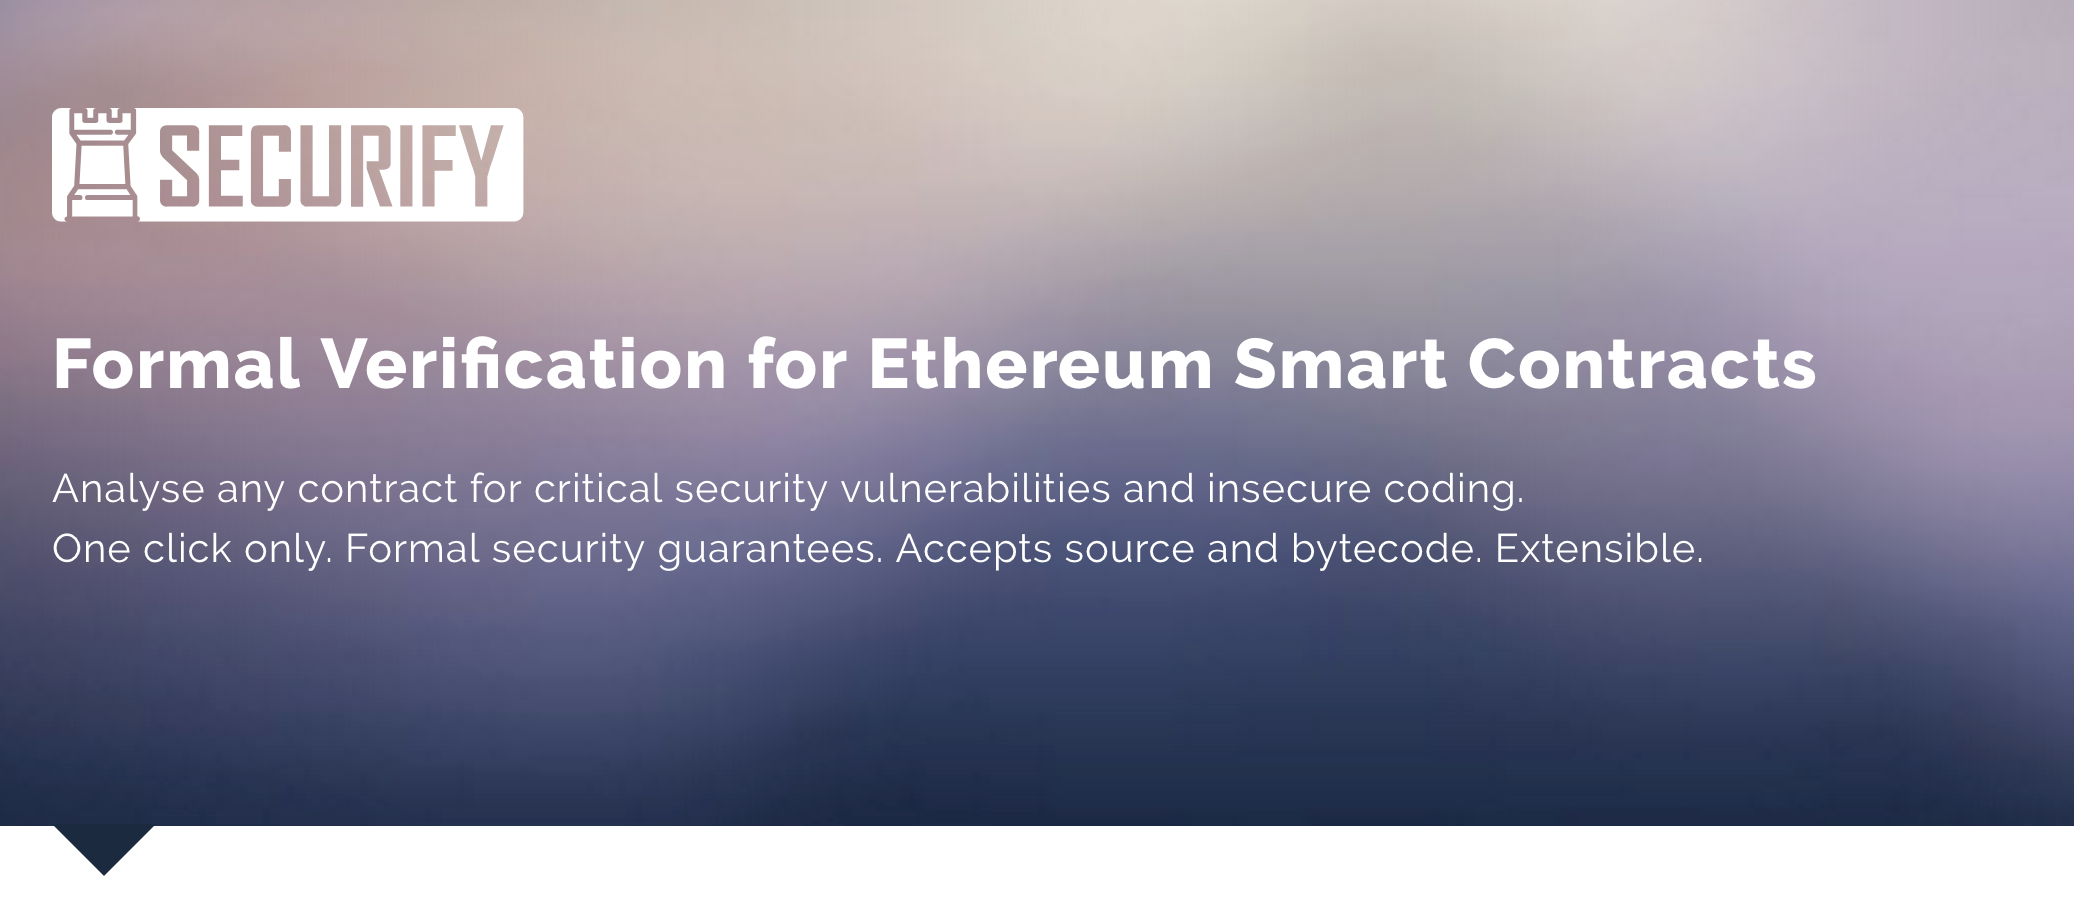 SECURIFY
Formal Verification for Ethereum Smart Contracts
Analyse any contract for critical security vulnerabilities and insecure coding.
One click only. Formal security guarantees. Accepts source and bytecode. Extensible.